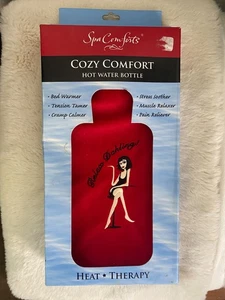 Spa Comforts
COZY COMFORT
HOT WATER BOTTLE
• Bed Warmer
• Tension Tamer
• Cramp Calmer
• Stress Soother
• Muscle Relaxer
• Pain Reliever
HEAT • THERAPY